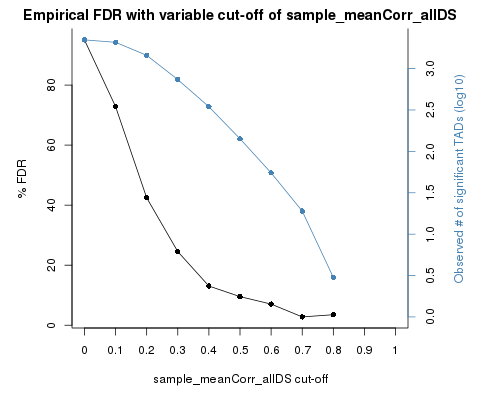 Empirical FDR with variable cut-off of sample_meanCorr_allDS
% FDR
0
20
40
60
80
0.0
0.5
1.0
1.5
2.0
2.5
3.0
Observed # of significant TADs (log10)
0 0.1 0.2 0.3 0.4 0.5 0.6 0.7 0.8 0.9 1
sample_meanCorr_allDS cut-off